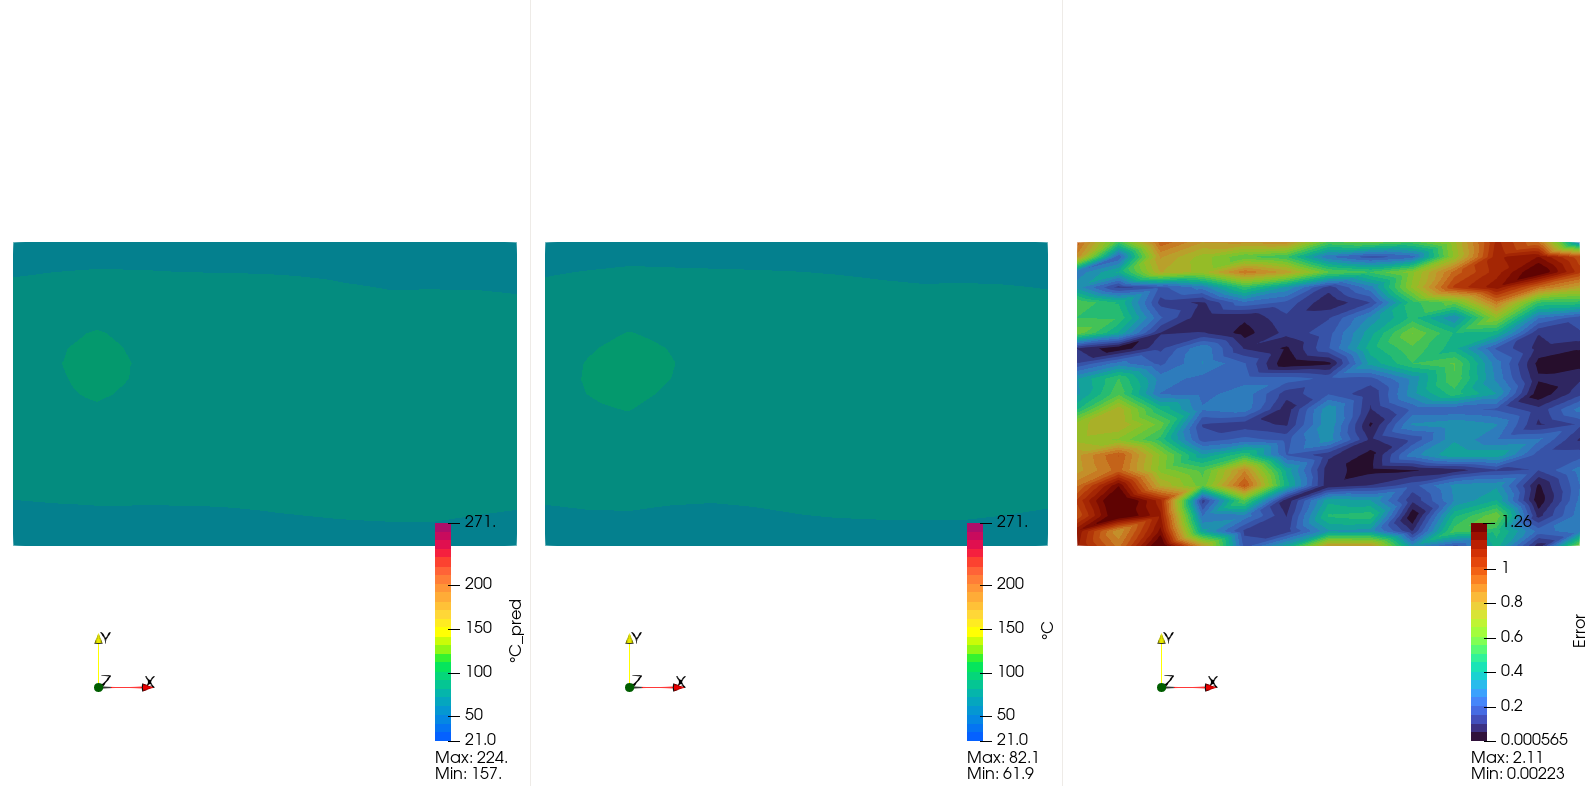 271.
200
150
100
50
21.0
°C_pred
Max: 224.
Min: 157.
Y
Z
X
271.
200
150
100
50
21.0
°C
Max: 82.1
Min: 61.9
Y
Z
X
1.26
1
0.8
0.6
0.4
0.2
0.000565
Error
Max: 2.11
Min: 0.00223
Y
Z
X